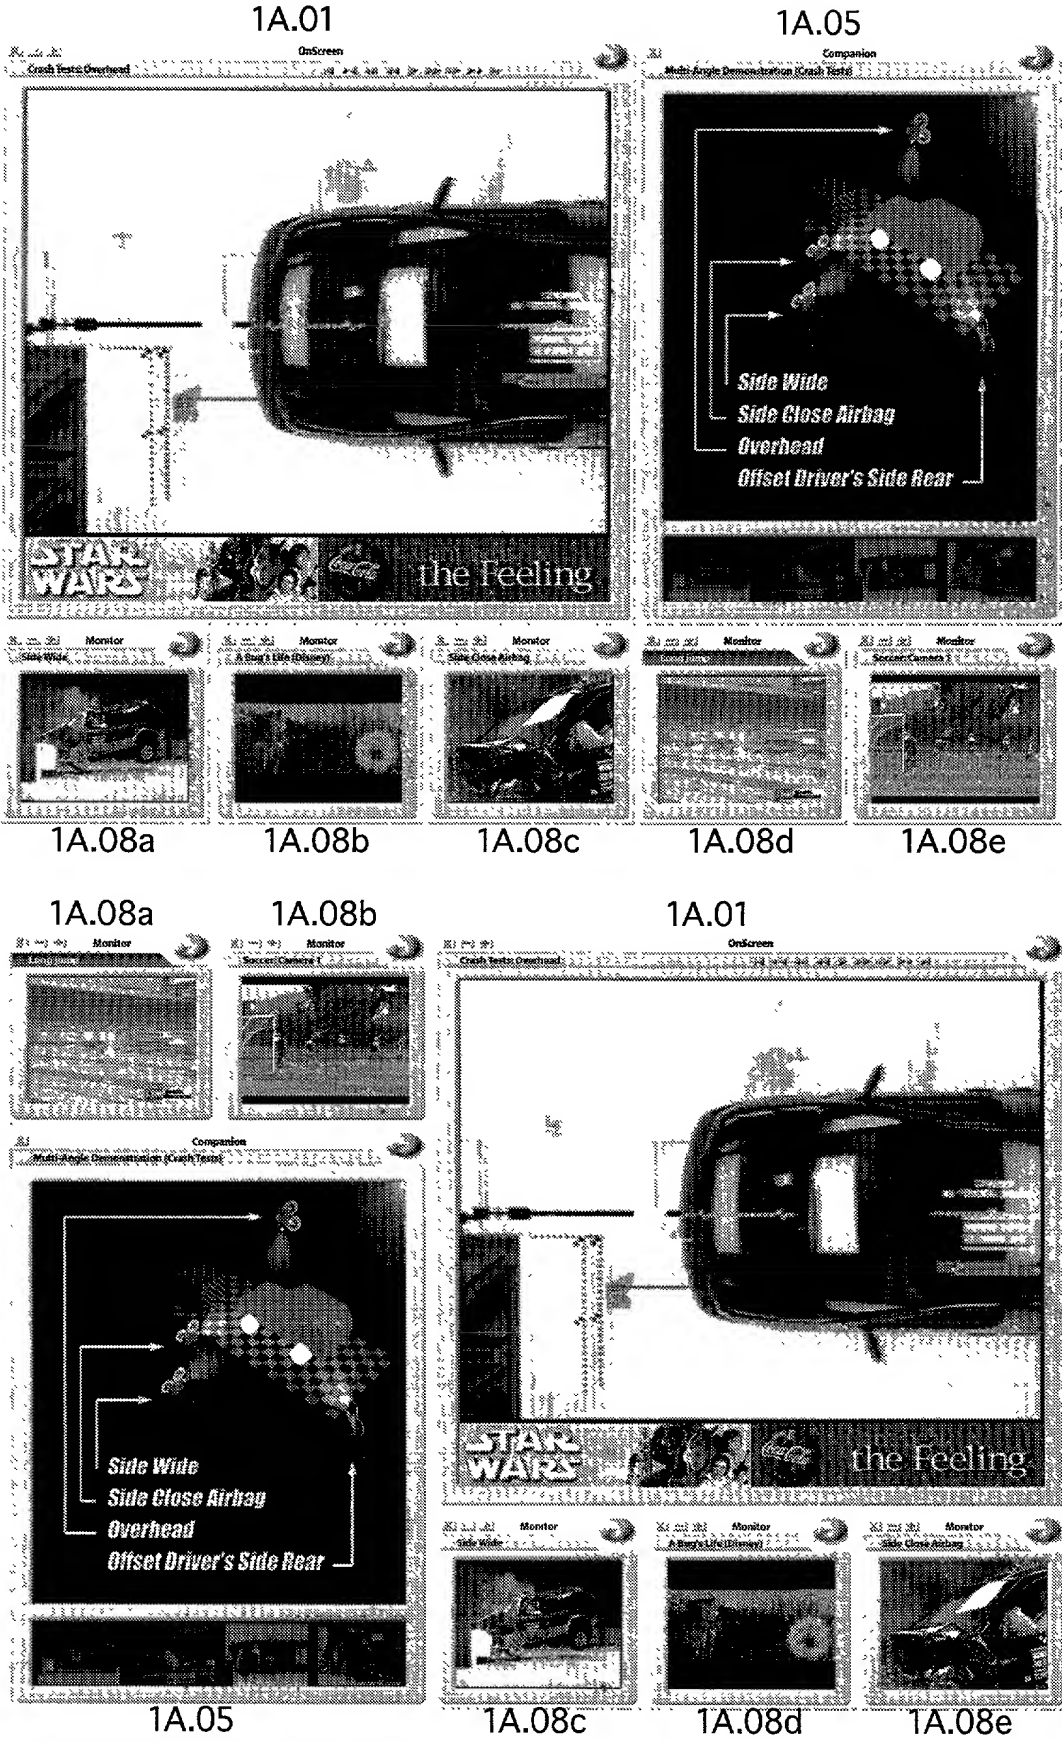 1A.01
1A.05
OnScreen
Companion
Crash Tests: Overhead
Multi-Angle Demonstration (Crash Tests)
Side Wide
Side Close Airbag
Overhead
Offset Driver's Side Rear
STAR
WARS
Coca-Cola
the Feeling
Monitor
Monitor
Monitor
Monitor
Monitor
Side Wide
A Bug's Life (Disney)
Side Close Airbag
Soccer: Camera 1
1A.08a
1A.08b
1A.08c
1A.08d
1A.08e
1A.08a
1A.08b
1A.01
Monitor
Monitor
OnScreen
Soccer: Camera 1
Crash Tests: Overhead
Companion
Multi-Angle Demonstration (Crash Tests)
Side Wide
Side Close Airbag
Overhead
Offset Driver's Side Rear
STAR
WARS
Coca-Cola
the Feeling
Monitor
Monitor
Monitor
Side Wide
A Bug's Life (Disney)
Side Close Airbag
1A.05
1A.08c
1A.08d
1A.08e